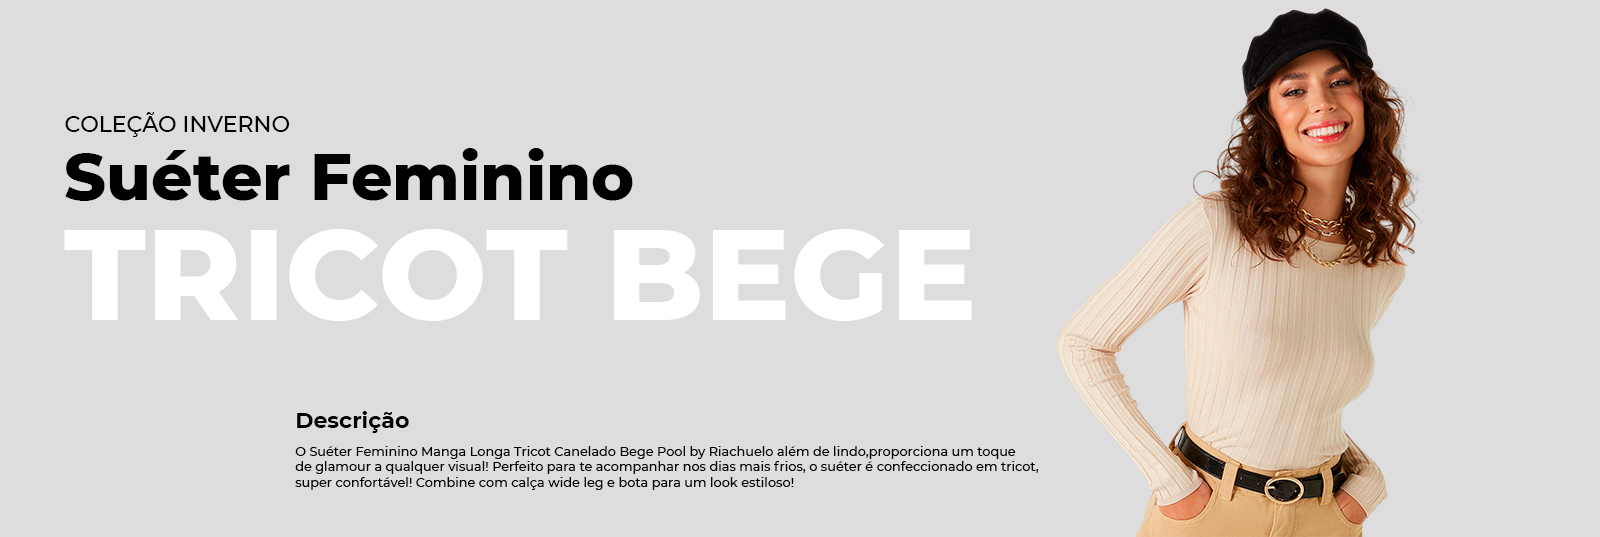 COLEÇÃO INVERNO
Suéter Feminino
TRICOT BEGE
Descrição
O Suéter Feminino Manga Longa Tricot Canelado Bege Pool by Riachuelo além de lindo,proporciona um toque
de glamour a qualquer visual! Perfeito para te acompanhar nos dias mais frios, o suéter é confeccionado em tricot,
super confortável! Combine com calça wide leg e bota para um look estiloso!